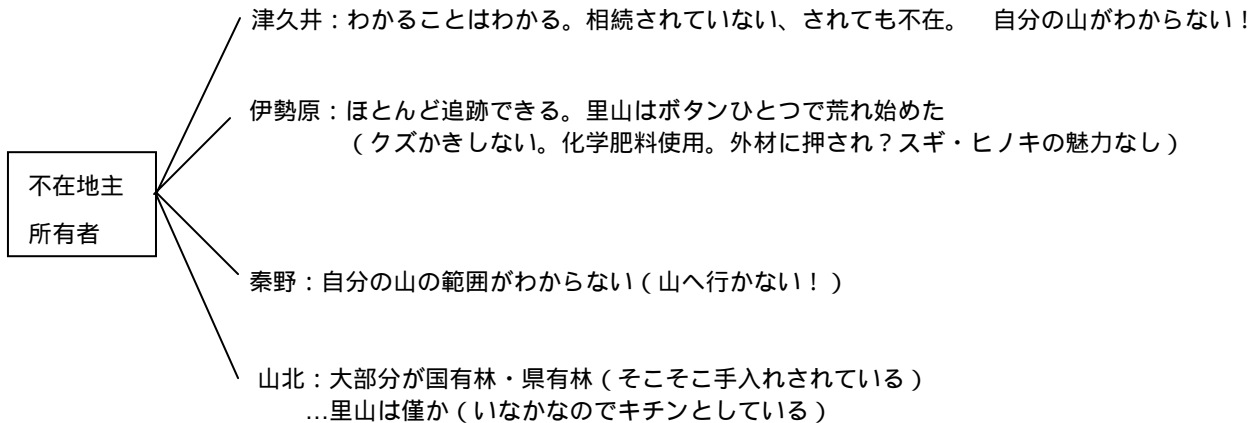 津久井：わかることはわかる。相続されていない、されても不在。　自分の山がわからない！
伊勢原：ほとんど追跡できる。里山はボタンひとつで荒れ始めた
（クズかきしない。化学肥料使用。外材に押され？スギ・ヒノキの魅力なし）
不在地主
所有者
秦野：自分の山の範囲がわからない（山へ行かない！）
山北：大部分が国有林・県有林（そこそこ手入れされている）
…里山は僅か（いなかなのでキチンとしている）